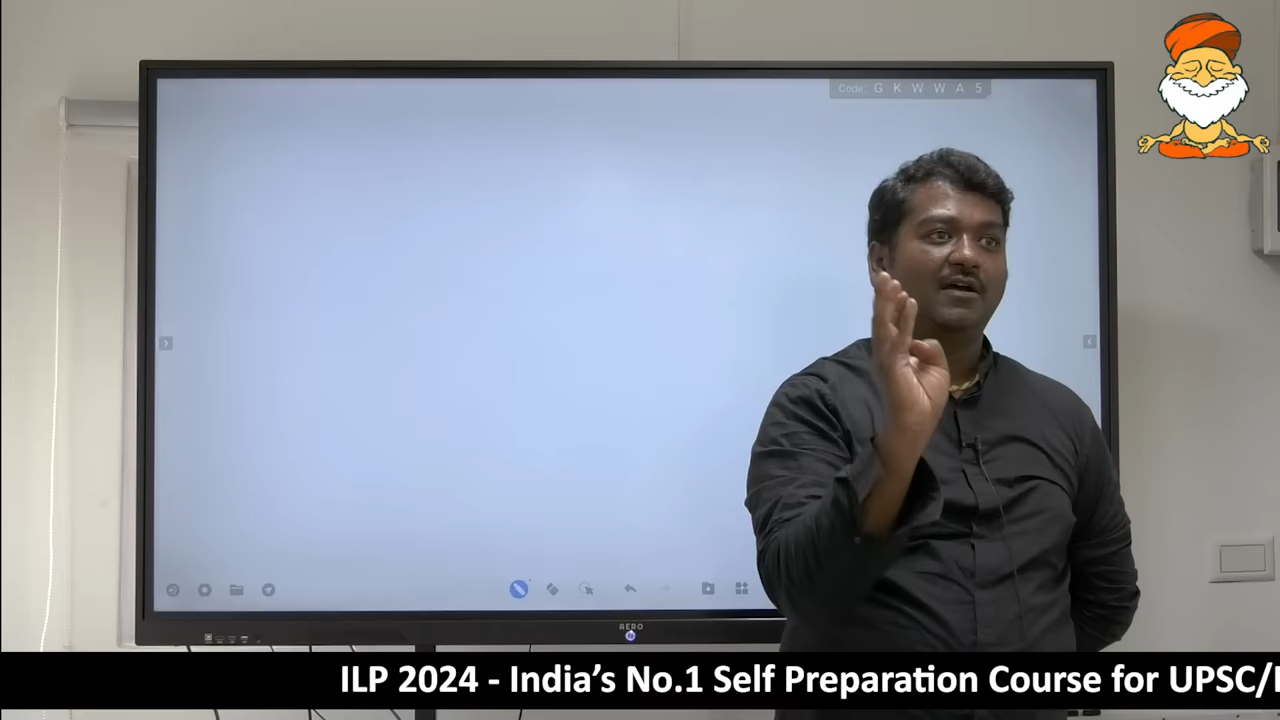 Code: G K W W A 5
AERO
ILP 2024 - India’s No.1 Self Preparation Course for UPSC/